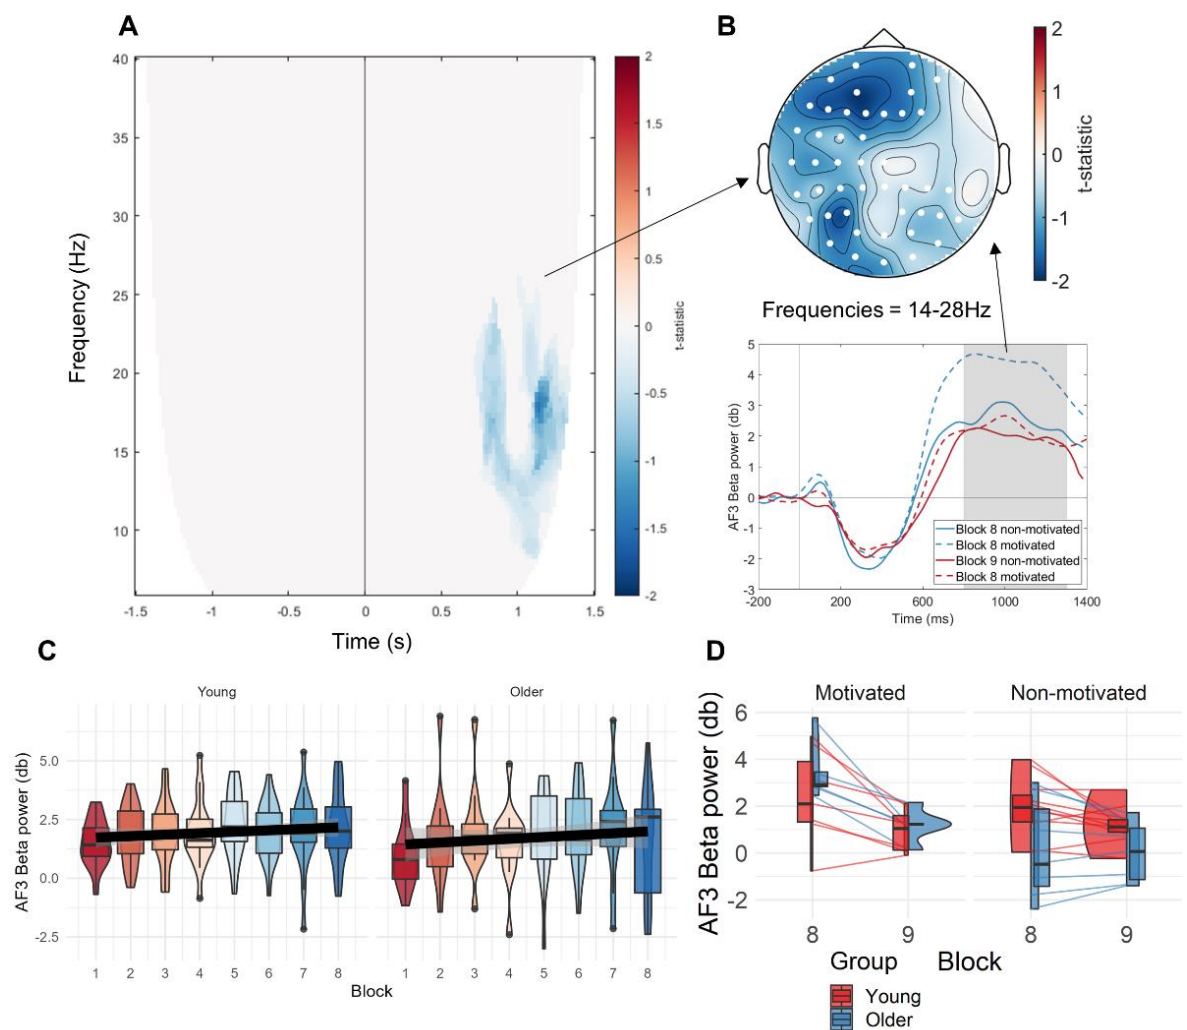 A
40
35
30
25
20
15
10
-1.5
-1
-0.5
0
0.5
1
1.5
Frequency (Hz)
Time (s)
2
1.5
1
0.5
0
-0.5
-1
-1.5
-2
t-statistic
B
2
1
0
-1
-2
t-statistic
Frequencies = 14-28Hz
5
4
3
2
1
0
-1
-2
-3
-200
200
600
1000
1400
AF3 Beta power (db)
Time (ms)
Block 8 non-motivated
Block 8 motivated
Block 9 non-motivated
Block 8 motivated
C
Young
Older
5.0
2.5
0.0
-2.5
AF3 Beta power (db)
1 2 3 4 5 6 7 8
1 2 3 4 5 6 7 8
Block
D
Motivated
Non-motivated
6
4
2
0
-2
AF3 Beta power (db)
8 9
8 9
Group
Block
Young
Older